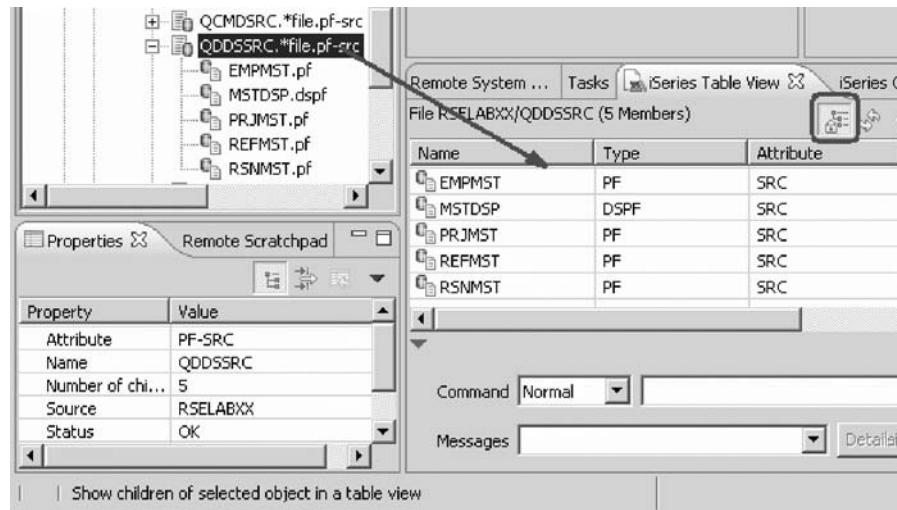 QCMDSRC.*file.pf-src
QDDSSRC.*file.pf-src
EMPMST.pf
MSTDSP.dspf
PRJMST.pf
REFMST.pf
RSNMST.pf
Properties
Remote Scratchpad
Property Value
Attribute PF-SRC
Name QDDSSRC
Number of chi... 5
Source RSELABXX
Status OK
Remote System ... Tasks iSeries Table View iSeries
File RSELABXX/QDDSSRC (5 Members)
Name Type Attribute
EMPMST PF SRC
MSTDSP DSPF SRC
PRJMST PF SRC
REFMST PF SRC
RSNMST PF SRC
Command Normal
Messages
Show children of selected object in a table view